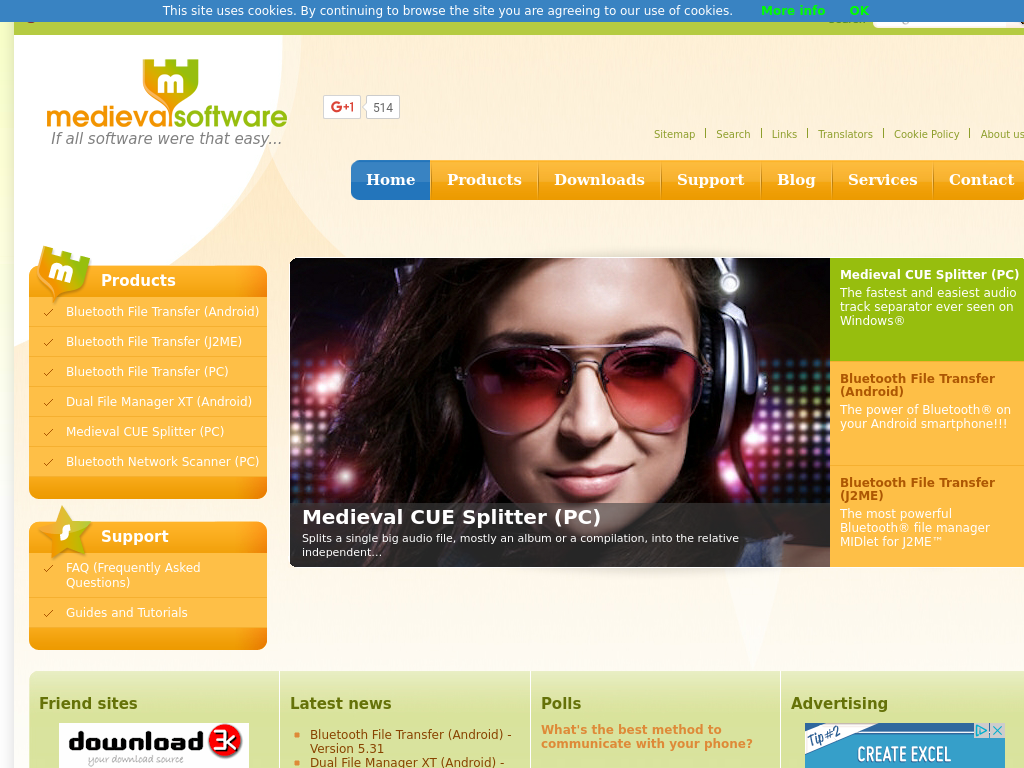 This site uses cookies. By continuing to browse the site you are agreeing to our use of cookies. More info OK
medievalsoftware
If all software were that easy...
G+1 514
Sitemap Search Links Translators Cookie Policy About us
Home Products Downloads Support Blog Services Contact
Products
Bluetooth File Transfer (Android)
Bluetooth File Transfer (J2ME)
Bluetooth File Transfer (PC)
Dual File Manager XT (Android)
Medieval CUE Splitter (PC)
Bluetooth Network Scanner (PC)
Support
FAQ (Frequently Asked
Questions)
Guides and Tutorials
Medieval CUE Splitter (PC)
Splits a single big audio file, mostly an album or a compilation, into the relative
independent...
Medieval CUE Splitter (PC)
The fastest and easiest audio
track separator ever seen on
Windows®
Bluetooth File Transfer
(Android)
The power of Bluetooth® on
your Android smartphone!!!
Bluetooth File Transfer
(J2ME)
The most powerful
Bluetooth® file manager
MIDlet for J2ME™
Friend sites
download 3k
your download source
Latest news
Bluetooth File Transfer (Android) -
Version 5.31
Dual File Manager XT (Android) -
Polls
What's the best method to
communicate with your phone?
Advertising
Tip#2
CREATE EXCEL